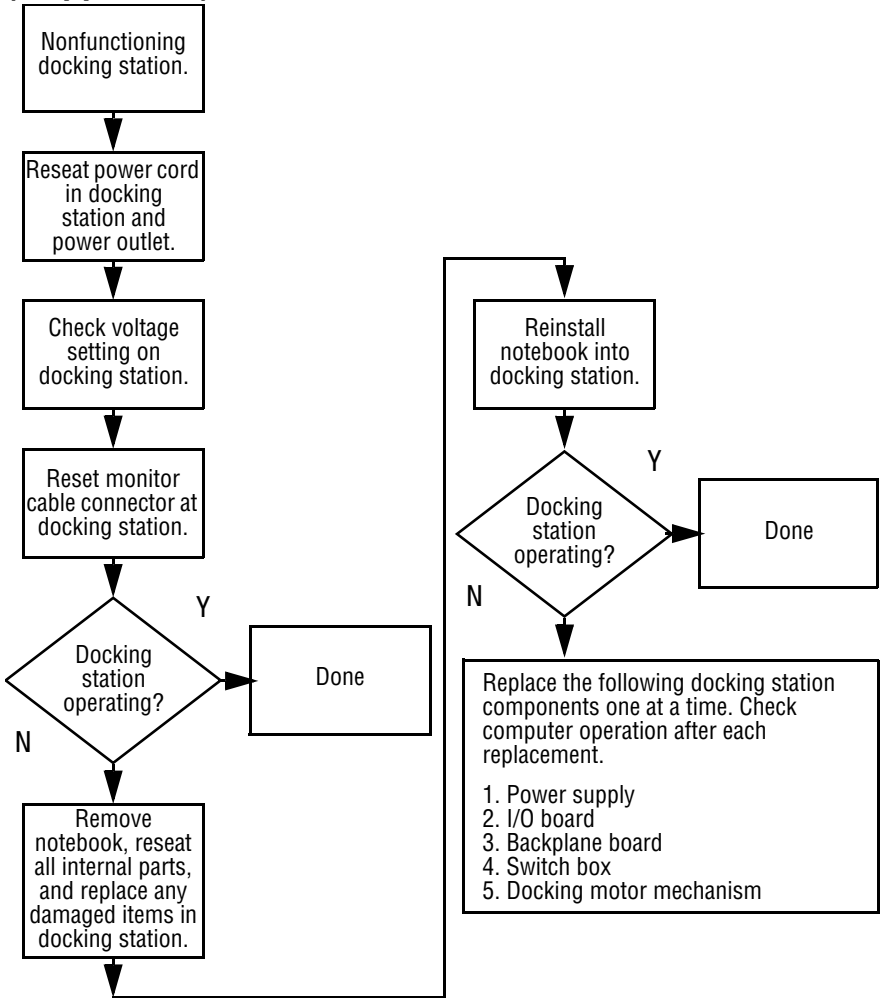 Nonfunctioning
docking station.
Reseat power cord
in docking
station and
power outlet.
Check voltage
setting on
docking station.
Reset monitor
cable connector at
docking station.
Docking
station
operating?
Y
Done
N
Remove
notebook, reseat
all internal parts,
and replace any
damaged items in
docking station.
Reinstall
notebook into
docking station.
Docking
station
operating?
Y
Done
N
Replace the following docking station
components one at a time. Check
computer operation after each
replacement.
1. Power supply
2. I/O board
3. Backplane board
4. Switch box
5. Docking motor mechanism